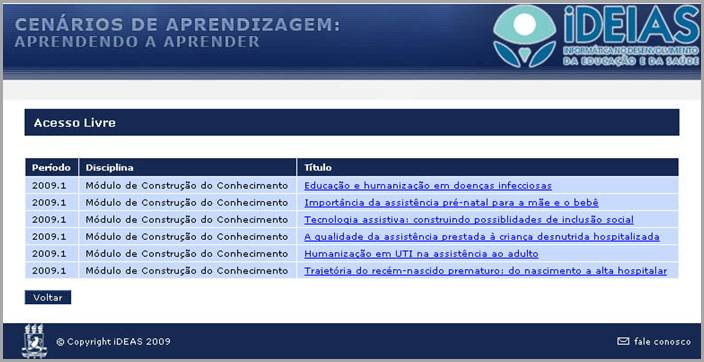 CENÁRIOS DE APRENDIZAGEM:
APRENDENDO A APRENDER
iDEIAS
INFORMÁTICA NO DESENVOLVIMENTO
DA EDUCAÇÃO E DA SAÚDE
Acesso Livre
Período Disciplina Título
2009.1 Módulo de Construção do Conhecimento Educação e humanização em doenças infecciosas
2009.1 Módulo de Construção do Conhecimento Importância da assistência pré-natal para a mãe e o bebê
2009.1 Módulo de Construção do Conhecimento Tecnologia assistiva: construindo possiblidades de inclusão social
2009.1 Módulo de Construção do Conhecimento A qualidade da assistência prestada à criança desnutrida hospitalizada
2009.1 Módulo de Construção do Conhecimento Humanização em UTI na assistência ao adulto
2009.1 Módulo de Construção do Conhecimento Trajetória do recém-nascido prematuro: do nascimento a alta hospitalar
Voltar
© Copyright iDEAS 2009 fale conosco